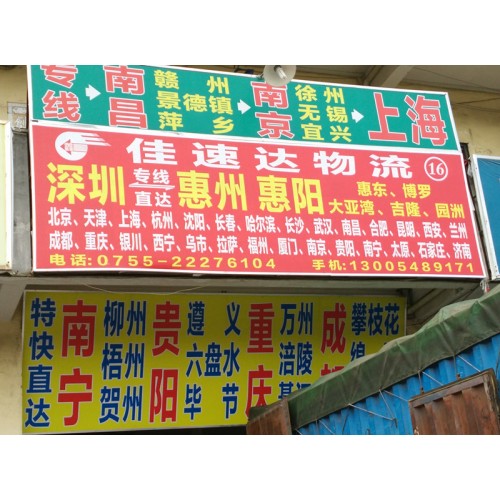 专线 南昌 赣州 景德镇 萍乡 南京 徐州 无锡 宜兴 上海
佳速达物流 16
深圳 专线直达 惠州 惠阳 惠东、博罗
大亚湾、吉隆、园洲
北京、天津、上海、杭州、沈阳、长春、哈尔滨、长沙、武汉、南昌、合肥、昆明、西安、兰州
成都、重庆、银川、西宁、乌市、拉萨、福州、厦门、南京、贵阳、南宁、太原、石家庄、济南
电话:0755-22276104 手机:13005489171
特快直达 南宁 柳州 梧州 贺州 贵阳 遵义 六盘水 毕节 重庆 万州 涪陵 成 攀枝花